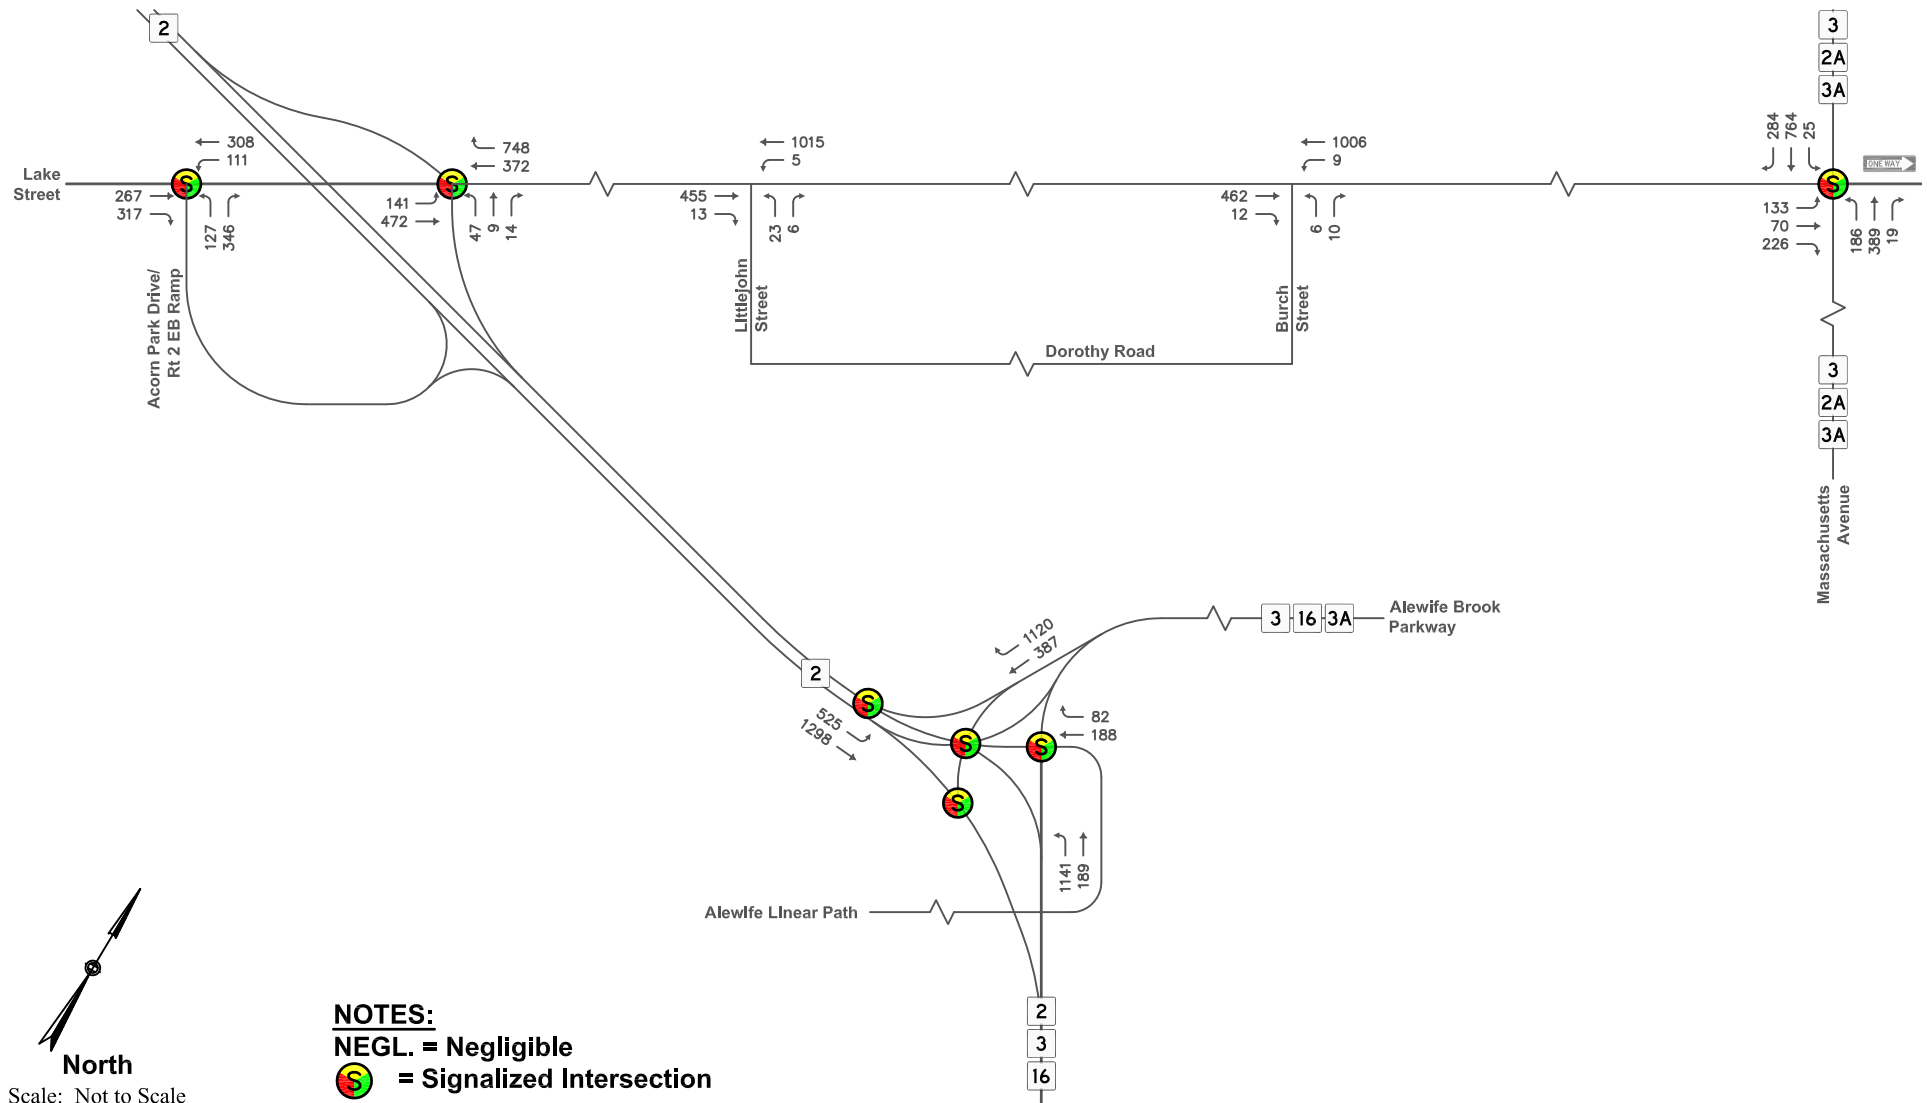 2
3
2A
3A
308
111
748
372
1015
5
1006
9
284
764
25
ONE WAY
Lake
Street
S
S
S
267
317
127
346
141
472
47
9
14
455
13
23
6
462
12
6
10
133
70
226
186
389
19
Acorn Park Drive/
Rt 2 EB Ramp
Littlejohn
Street
Burch
Street
Dorothy Road
3
2A
3A
Massachusetts
Avenue
3
16
3A
Alewife Brook
Parkway
1120
387
2
525
1298
S
S
S
S
82
188
1141
189
Alewife Linear Path
2
3
16
North
Scale: Not to Scale
NOTES:
NEGL. = Negligible
S = Signalized Intersection